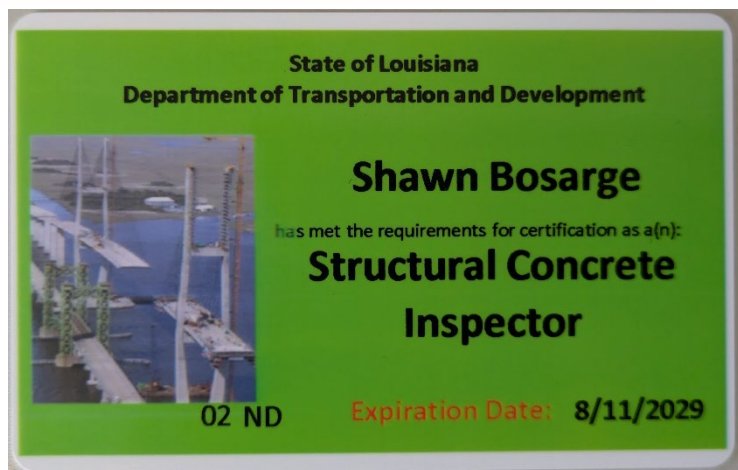 State of Louisiana
Department of Transportation and Development
Shawn Bosarge
has met the requirements for certification as a(n):
Structural Concrete
Inspector
02 ND
Expiration Date: 8/11/2029